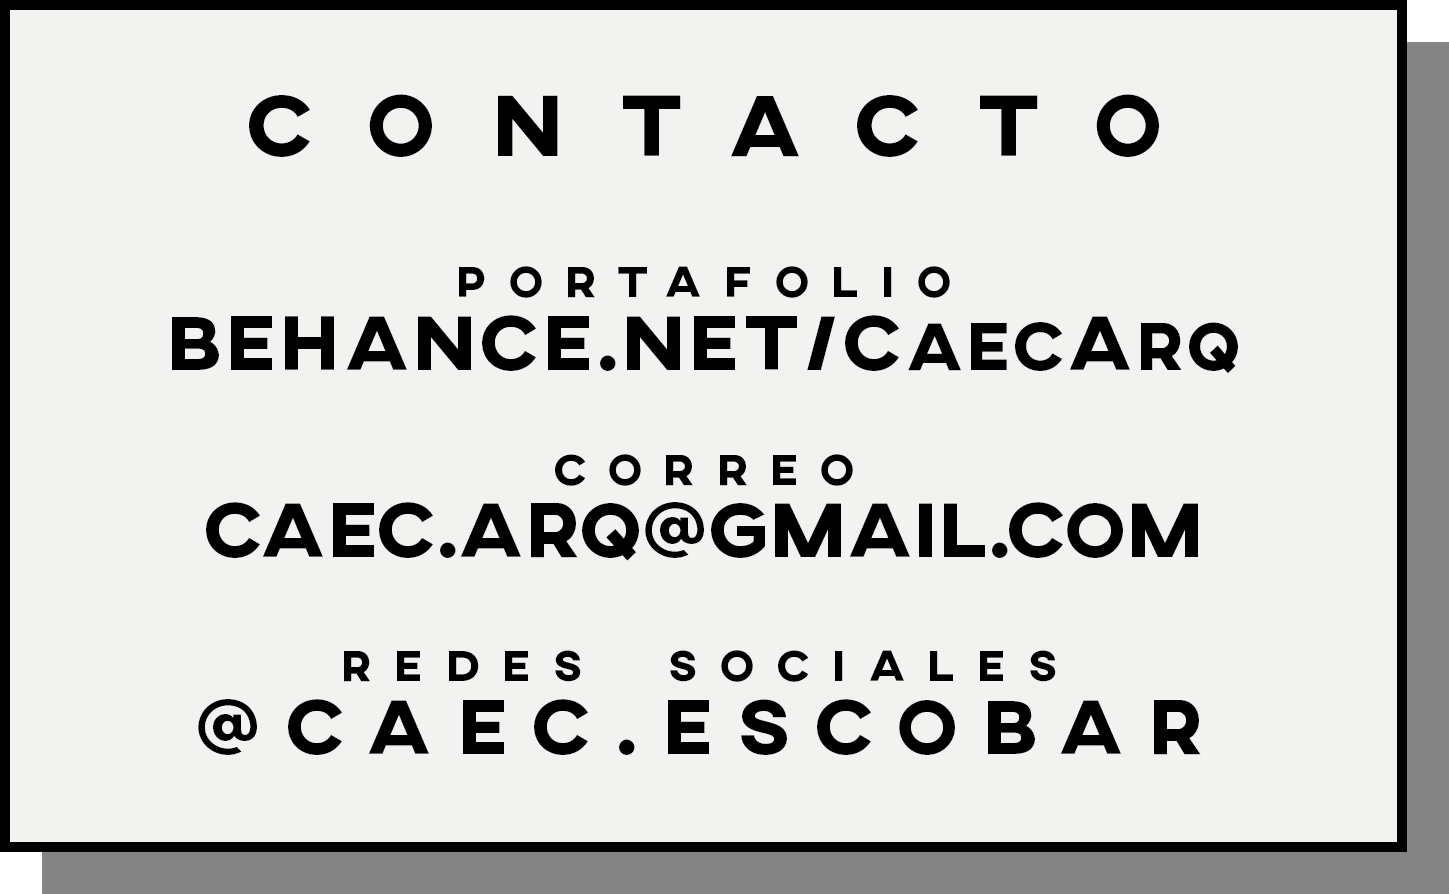 CONTACTO
PORTAFOLIO
BEHANCE.NET/CAECARQ
CORREO
CAEC.ARQ@GMAIL.COM
REDES SOCIALES
@CAEC.ESCOBAR